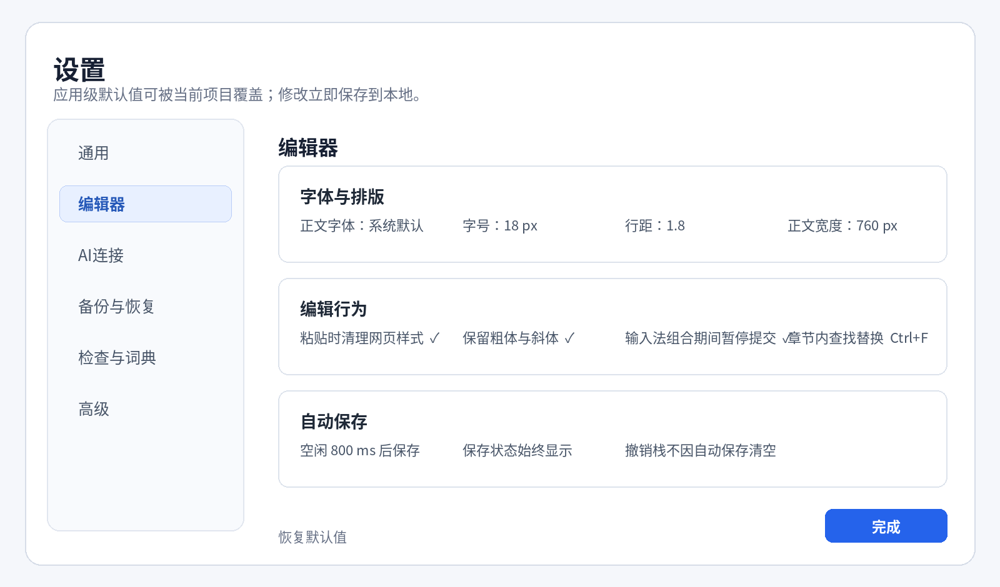 设置
应用级默认值可被当前项目覆盖；修改立即保存到本地。
通用
编辑器
AI连接
备份与恢复
检查与词典
高级
编辑器
字体与排版
正文字体：系统默认 字号：18 px 行距：1.8 正文宽度：760 px
编辑行为
粘贴时清理网页样式 ✓ 保留粗体与斜体 ✓ 输入法组合期间暂停提交 ✓ 章节内查找替换 Ctrl+F
自动保存
空闲 800 ms 后保存 保存状态始终显示 撤销栈不因自动保存清空
恢复默认值
完成